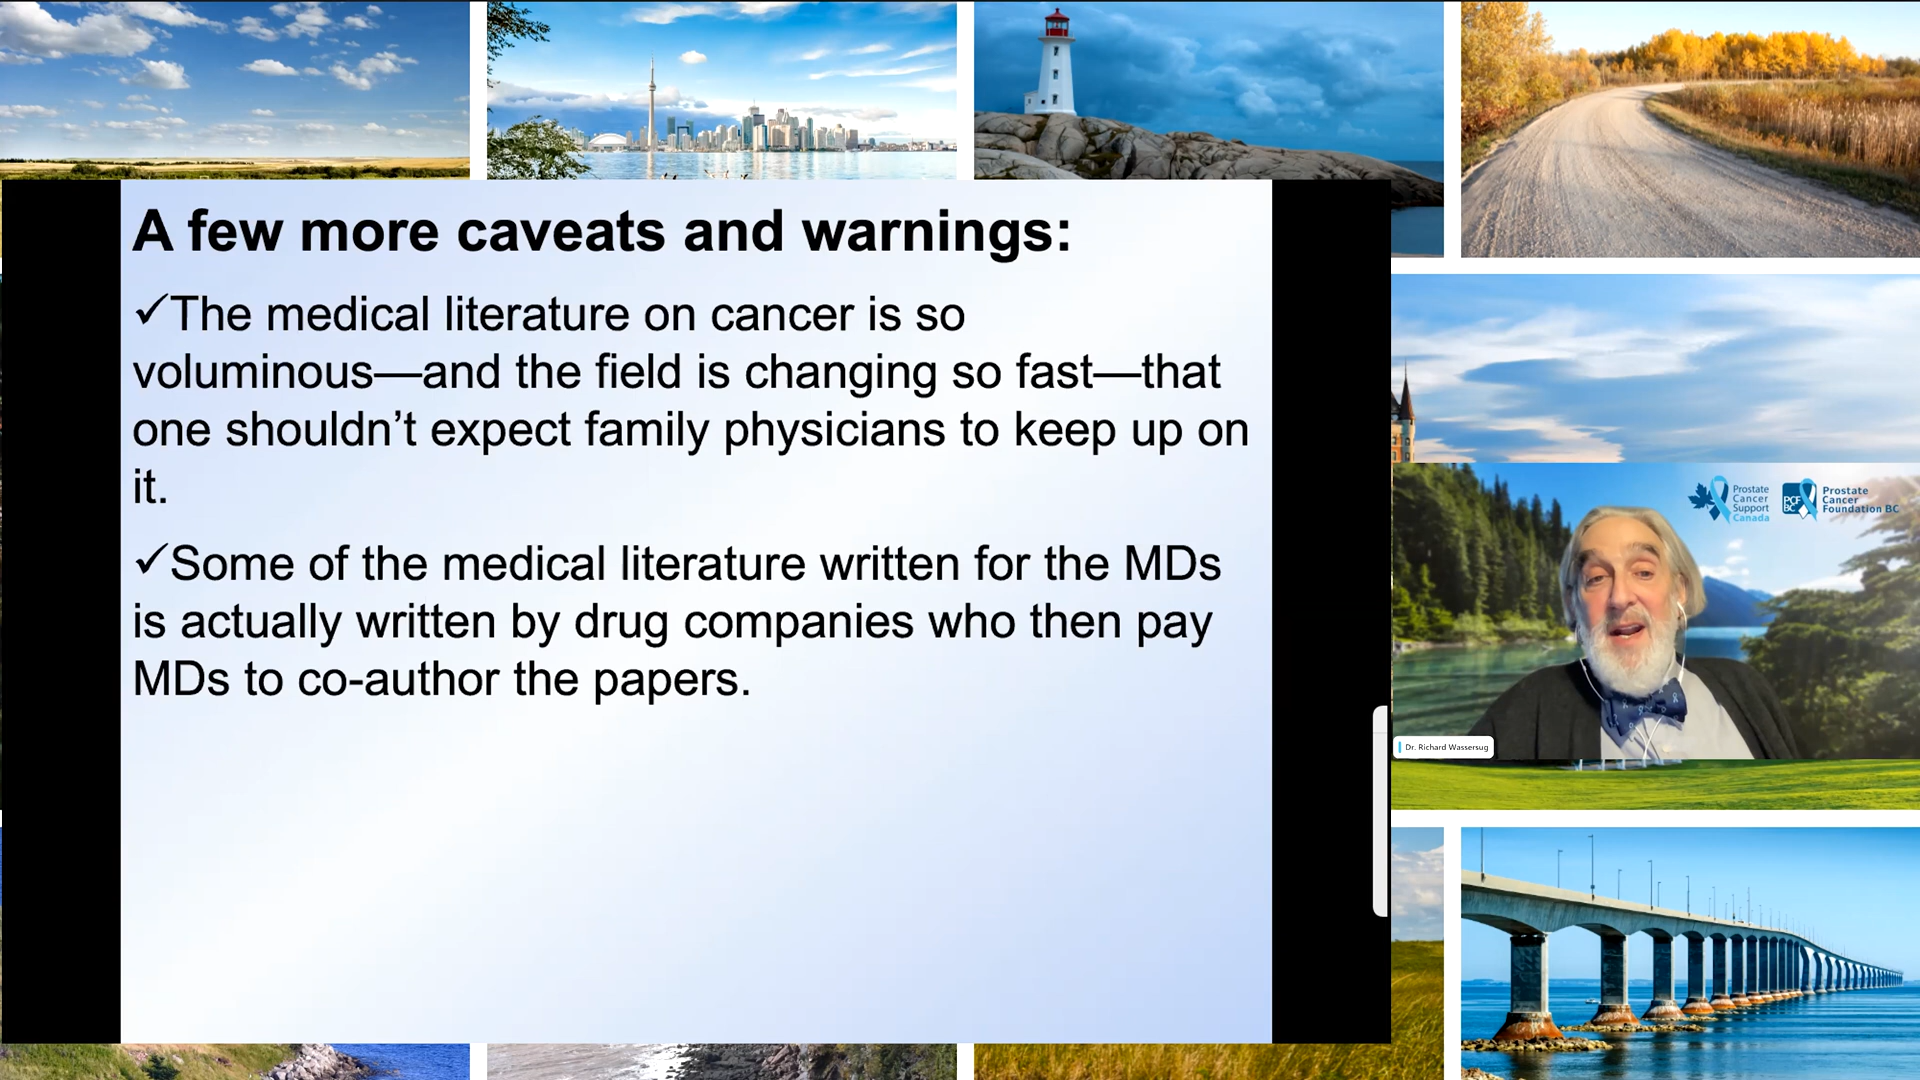 A few more caveats and warnings:
✓The medical literature on cancer is so
voluminous—and the field is changing so fast—that
one shouldn’t expect family physicians to keep up on
it.
✓Some of the medical literature written for the MDs
is actually written by drug companies who then pay
MDs to co-author the papers.
Prostate
Cancer
Support
Canada
PCF
BC
Prostate
Cancer
Foundation BC
Dr. Richard Wassersug